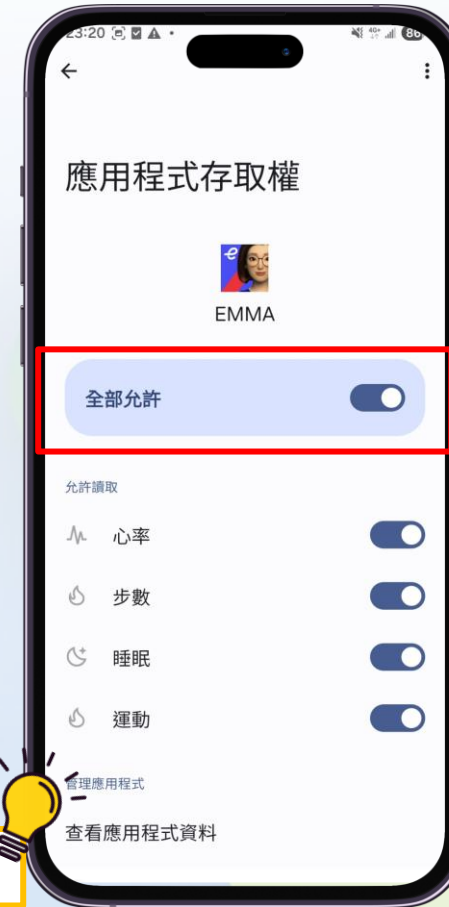 23:20
86
應用程式存取權
e
EMMA
全部允許
允許讀取
心率
步數
睡眠
運動
管理應用程式
查看應用程式資料